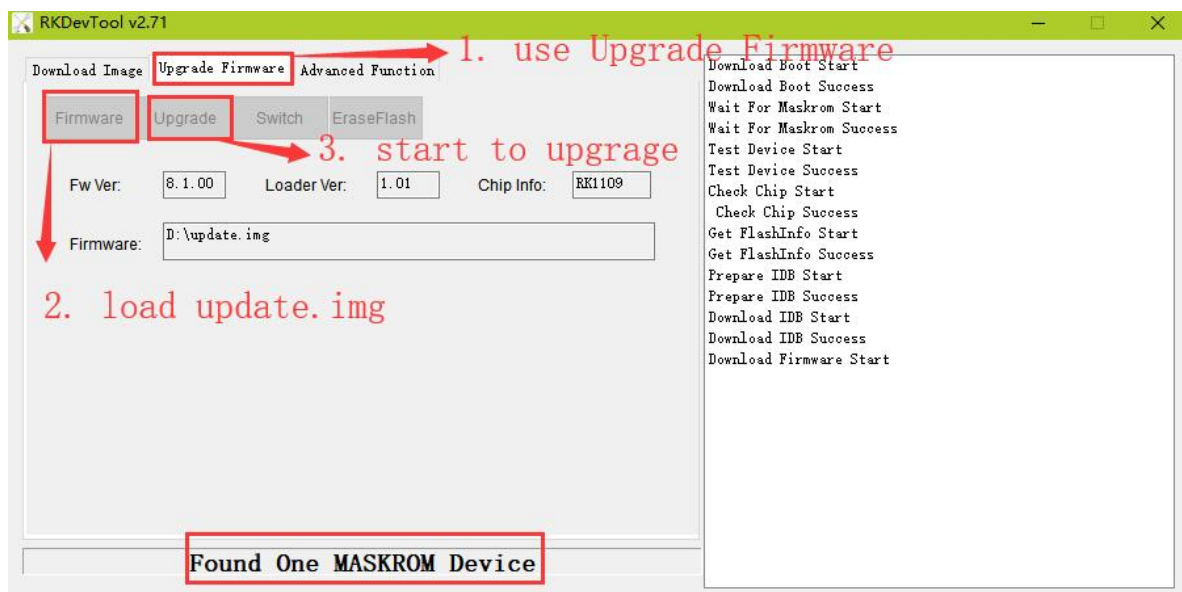 RKDevTool v2.71
1. use Upgrade Firmware
Download Image Upgrade Firmware Advanced Function
Firmware Upgrade Switch EraseFlash
3. start to upgrage
Fw Ver: 8.1.00 Loader Ver: 1.01 Chip Info: RK1109
Firmware: D:\update.img
2. load update.img
Found One MASKROM Device
Download Boot Start
Download Boot Success
Wait For Maskrom Start
Wait For Maskrom Success
Test Device Start
Test Device Success
Check Chip Start
Check Chip Success
Get FlashInfo Start
Get FlashInfo Success
Prepare IDB Start
Prepare IDB Success
Download IDB Start
Download IDB Success
Download Firmware Start